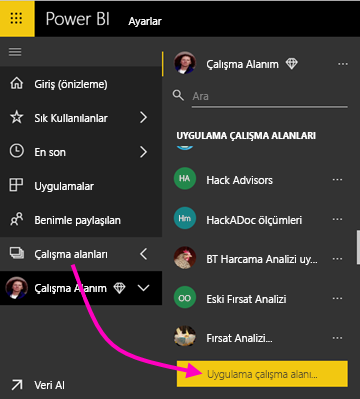 Power BI Ayarlar
Giriş (önizleme)
Sık Kullanılanlar
En son
Uygulamalar
Benimle paylaşılan
Çalışma alanları
Çalışma Alanım
Veri Al
Çalışma Alanım
Ara
UYGULAMA ÇALIŞMA ALANLARI
HA Hack Advisors
Hm HackADoc ölçümleri
BT Harcama Analizi uy...
OO Eski Fırsat Analizi
Fırsat Analizi...
Uygulama çalışma alanı...